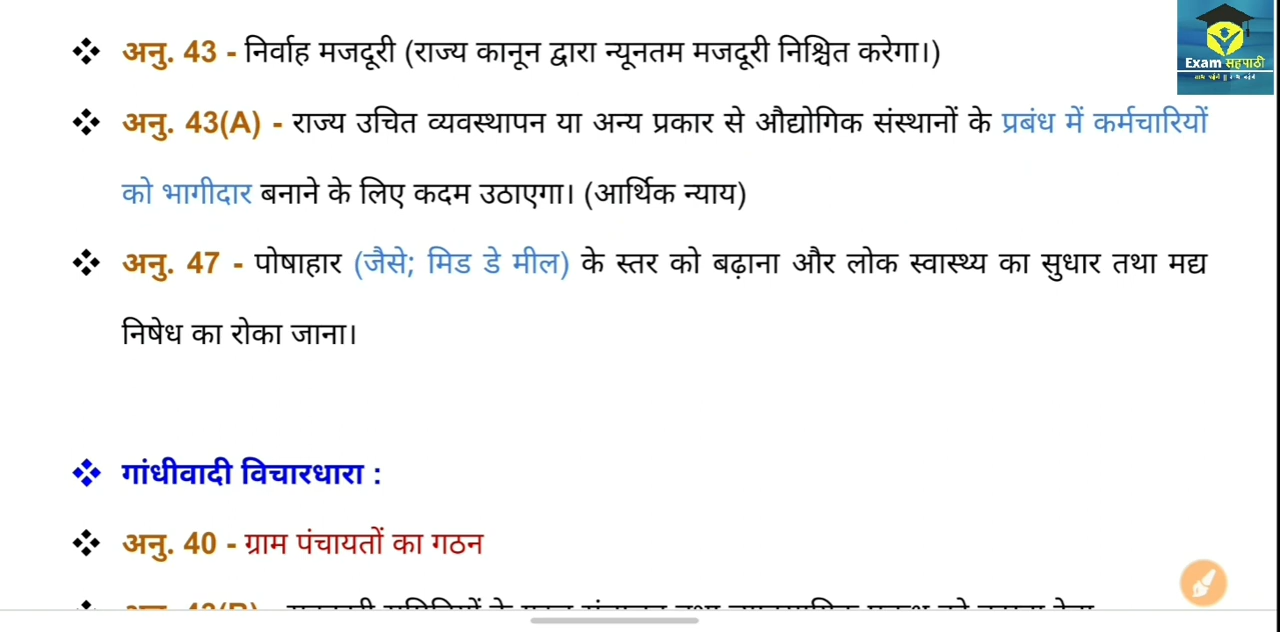 Exam सहपाठी
❖ अनु. 43 - निर्वाह मजदूरी (राज्य कानून द्वारा न्यूनतम मजदूरी निश्चित करेगा।)
❖ अनु. 43(A) - राज्य उचित व्यवस्थापन या अन्य प्रकार से औद्योगिक संस्थानों के प्रबंध में कर्मचारियों
को भागीदार बनाने के लिए कदम उठाएगा। (आर्थिक न्याय)
❖ अनु. 47 - पोषाहार (जैसे; मिड डे मील) के स्तर को बढ़ाना और लोक स्वास्थ्य का सुधार तथा मद्य
निषेध का रोका जाना।
❖ गांधीवादी विचारधारा :
❖ अनु. 40 - ग्राम पंचायतों का गठन